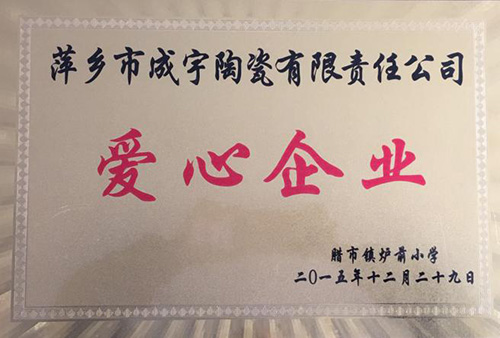 萍乡市成宇陶瓷有限责任公司
爱心企业
腊市镇炉前小学
二〇一五年十二月二十九日